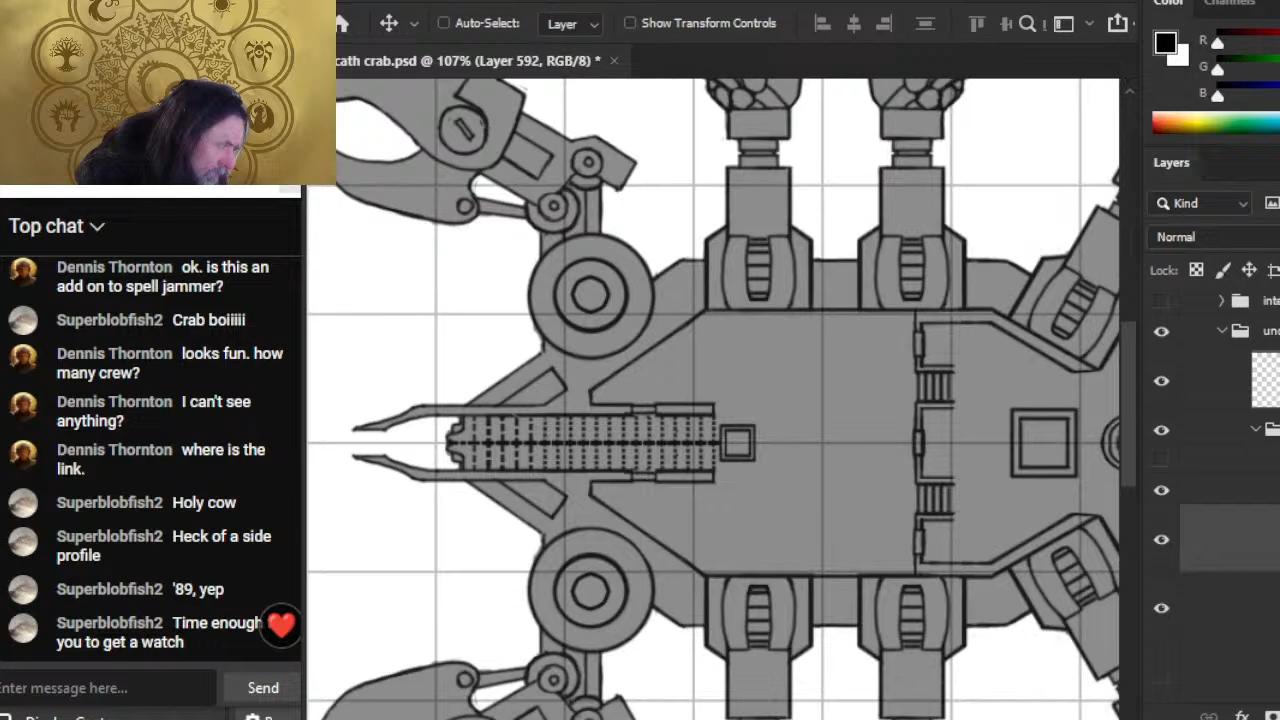 Auto-Select:
Layer
Show Transform Controls
cath crab.psd @ 107% (Layer 592, RGB/8) *
Color
Channels
R
G
B
Layers
Kind
Normal
Lock:
Top chat
Dennis Thornton ok. is this an
add on to spell jammer?
Superblobfish2 Crab boiiiii
Dennis Thornton looks fun. how
many crew?
Dennis Thornton I can't see
anything?
Dennis Thornton where is the
link.
Superblobfish2 Holy cow
Superblobfish2 Heck of a side
profile
Superblobfish2 '89, yep
Superblobfish2 Time enough
you to get a watch
Enter message here...
Send
fx